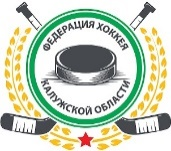 ФЕДЕРАЦИЯ ХОККЕЯ
КАЛУЖСКОЙ ОБЛАСТИ